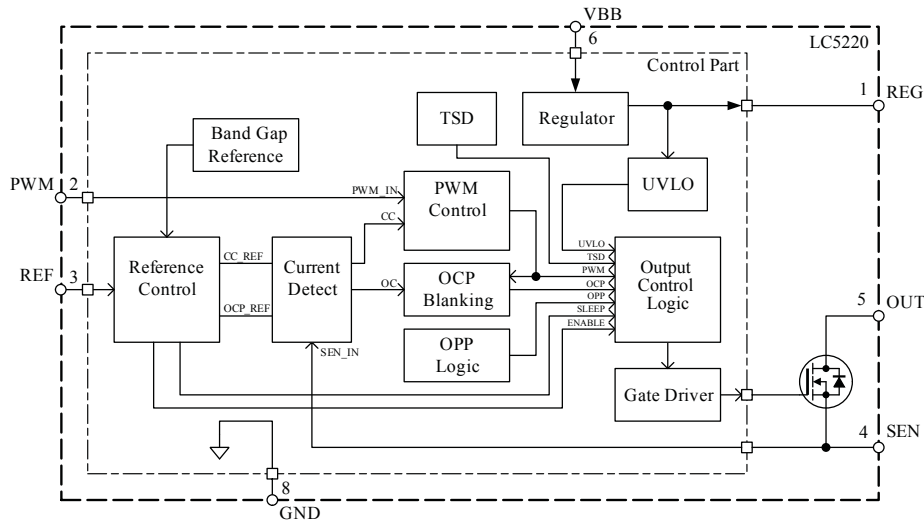 VBB
6
LC5220
Control Part
1
REG
TSD
Regulator
Band Gap
Reference
UVLO
PWM
2
PWM_IN
PWM
Control
CC
REF
3
Reference
Control
CC_REF
OCP_REF
Current
Detect
OC
SEN_IN
OCP
Blanking
OPP
Logic
UVLO
TSD
PWM
OCP
OPP
SLEEP
ENABLE
Output
Control
Logic
5
OUT
Gate Driver
4
SEN
8
GND